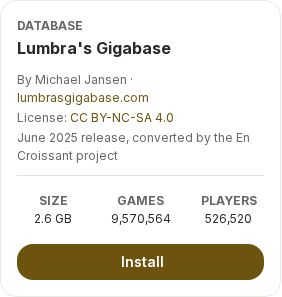 DATABASE
Lumbra's Gigabase
By Michael Jansen ·
lumbrasgigabase.com
License: CC BY-NC-SA 4.0
June 2025 release, converted by the En
Croissant project
SIZE GAMES PLAYERS
2.6 GB 9,570,564 526,520
Install